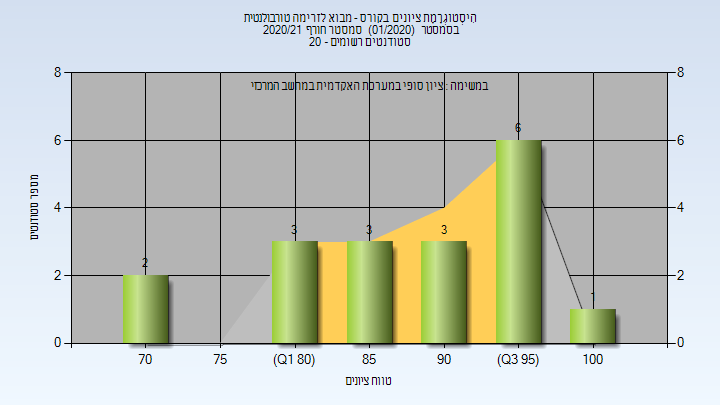 הִיסטוֹגרַמַת ציונים בקורס - מבוא לזרימה טורבולנטית
בסמסטר (01/2020) סמסטר חורף 2020/21
סטודנטים רשומים - 20
במשימה : ציון סופי במערכת האקדמית במחשב המרכזי
8 8
6 6
6
4 4
3 3 3
2 2
2
1
0 0
70 75 (Q1 80) 85 90 (Q3 95) 100
מספר סטודנטים
טווח ציונים